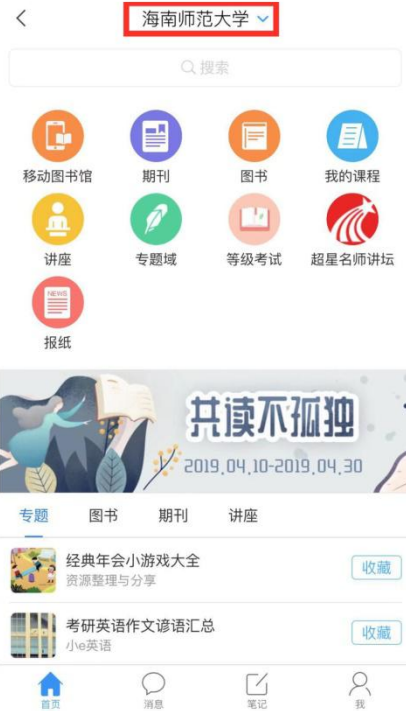 海南师范大学
搜索
移动图书馆 期刊 图书 我的课程
讲座 专题域 等级考试 超星名师讲坛
NEWS
报纸
共读不孤独
2019.04.10-2019.04.30
专题 图书 期刊 讲座
经典年会小游戏大全
收藏
资源整理与分享
考研英语作文谚语汇总
收藏
小e英语
首页 消息 笔记 我